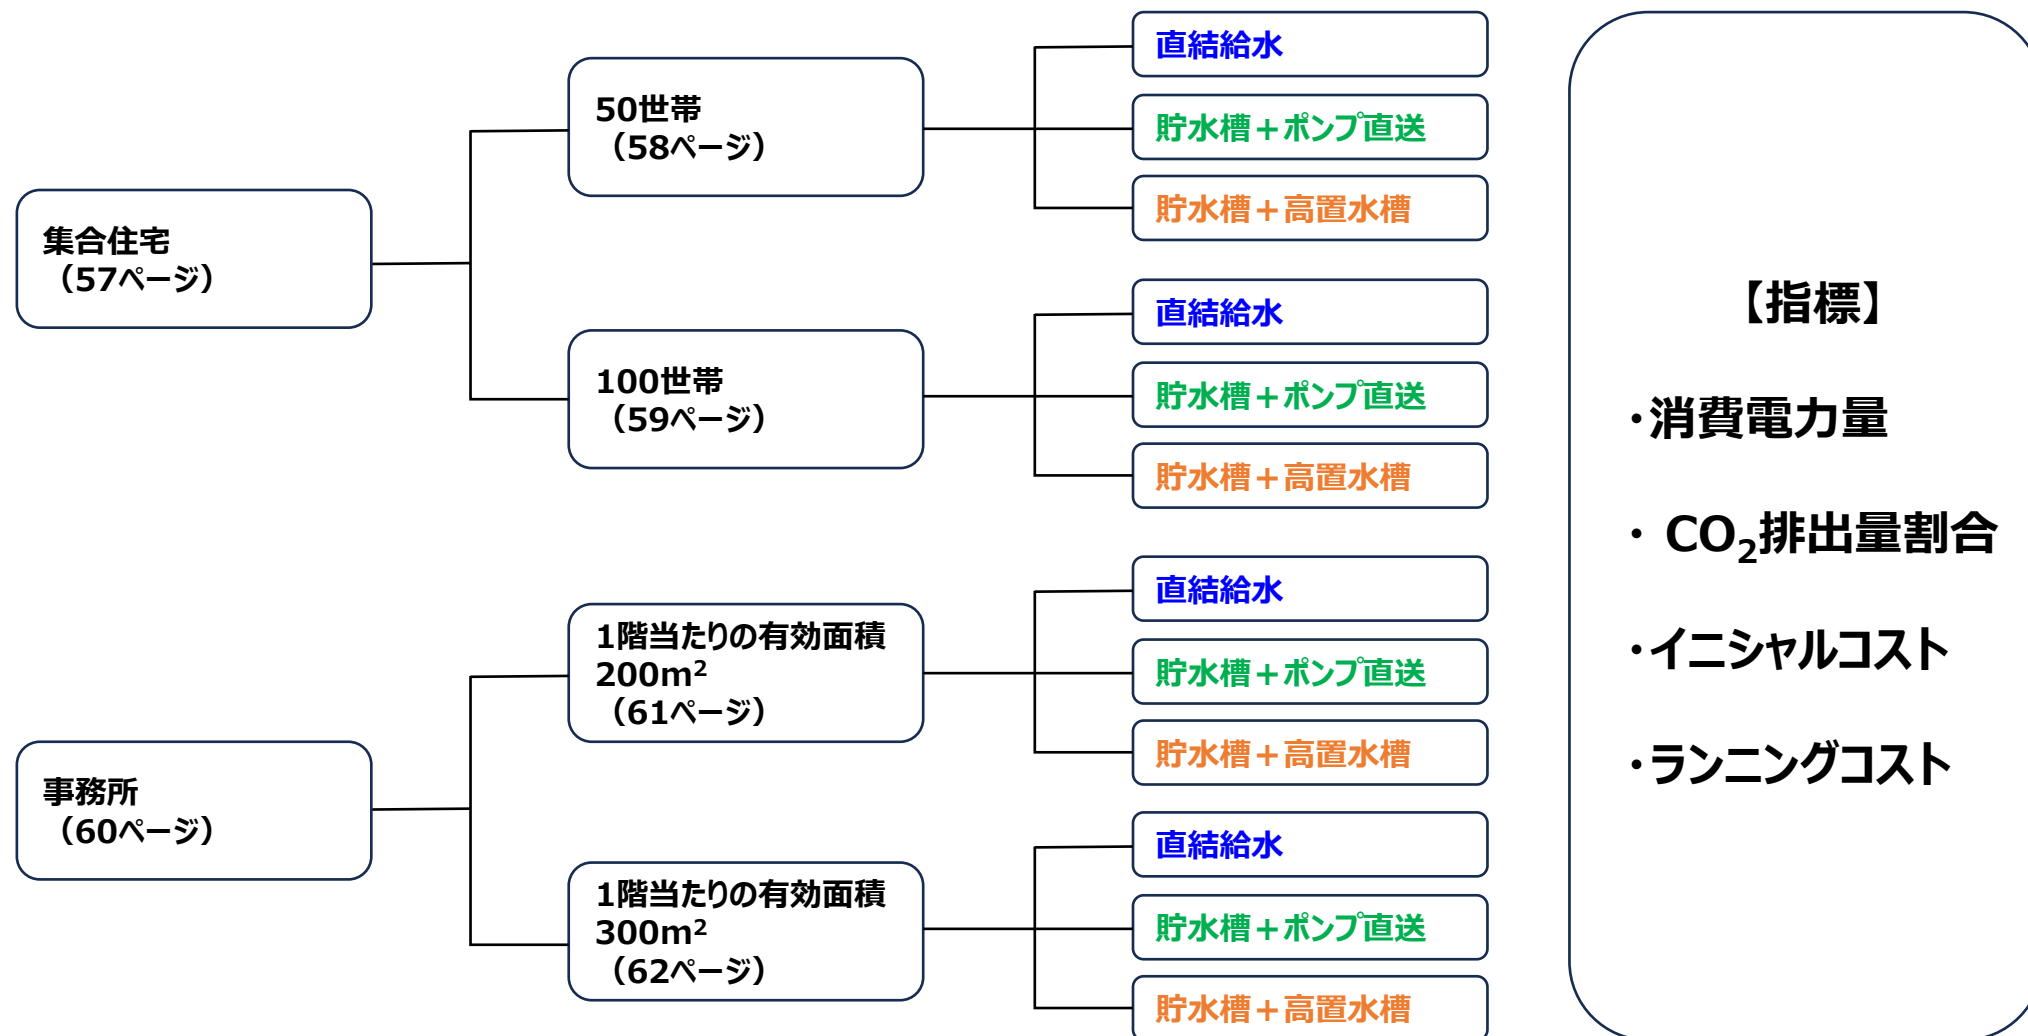 集合住宅
（57ページ）
50世帯
（58ページ）
直結給水
貯水槽＋ポンプ直送
貯水槽＋高置水槽
100世帯
（59ページ）
直結給水
貯水槽＋ポンプ直送
貯水槽＋高置水槽
事務所
（60ページ）
1階当たりの有効面積
200m²
（61ページ）
直結給水
貯水槽＋ポンプ直送
貯水槽＋高置水槽
1階当たりの有効面積
300m²
（62ページ）
直結給水
貯水槽＋ポンプ直送
貯水槽＋高置水槽
【指標】
・消費電力量
・CO₂排出量割合
・イニシャルコスト
・ランニングコスト